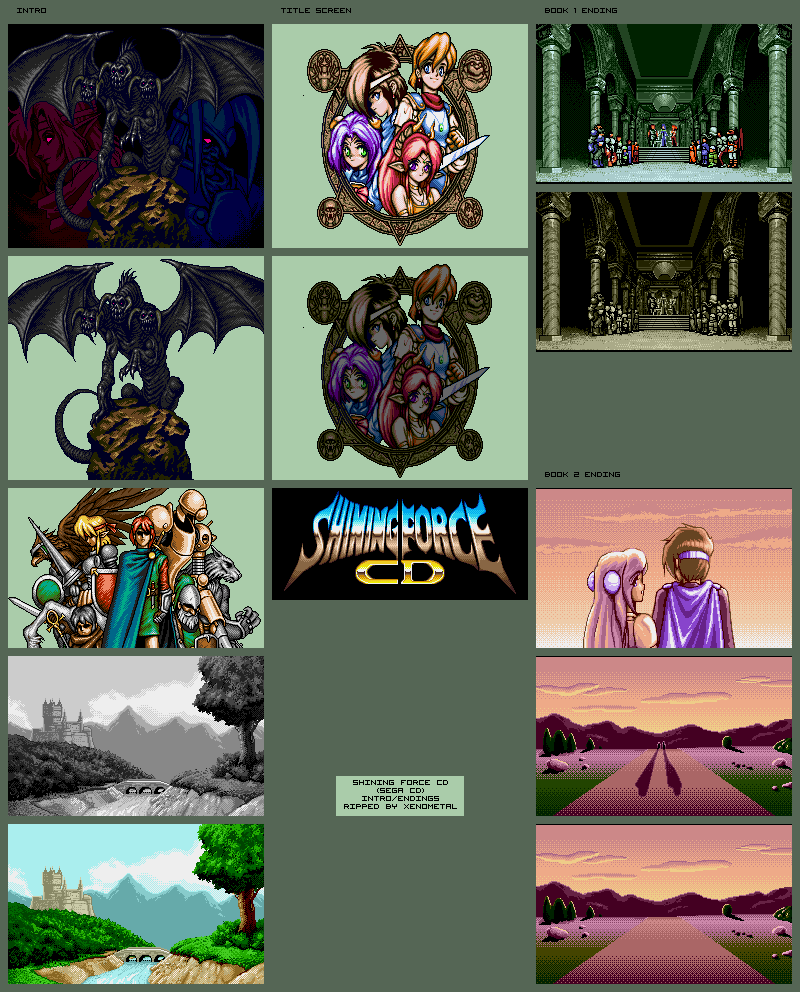 INTRO
TITLE SCREEN
BOOK 1 ENDING
BOOK 2 ENDING
SHINING FORCE
CD
SHINING FORCE CD
(SEGA CD)
INTRO/ENDINGS
RIPPED BY XENOMETAL